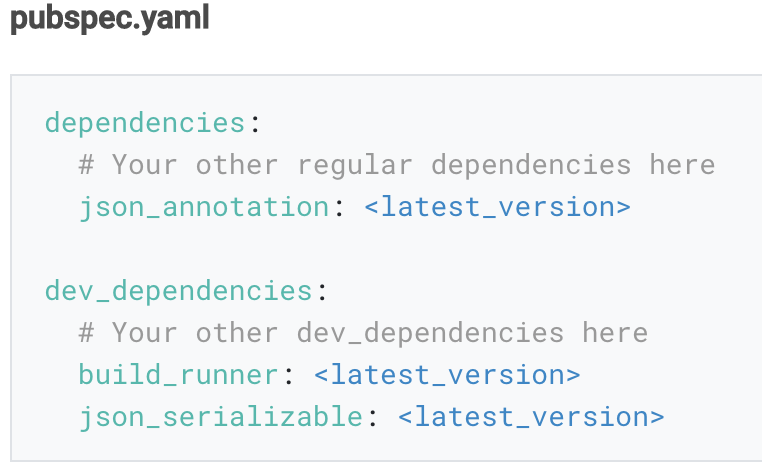 pubspec.yaml
dependencies:
  # Your other regular dependencies here
  json_annotation: <latest_version>
dev_dependencies:
  # Your other dev_dependencies here
  build_runner: <latest_version>
  json_serializable: <latest_version>